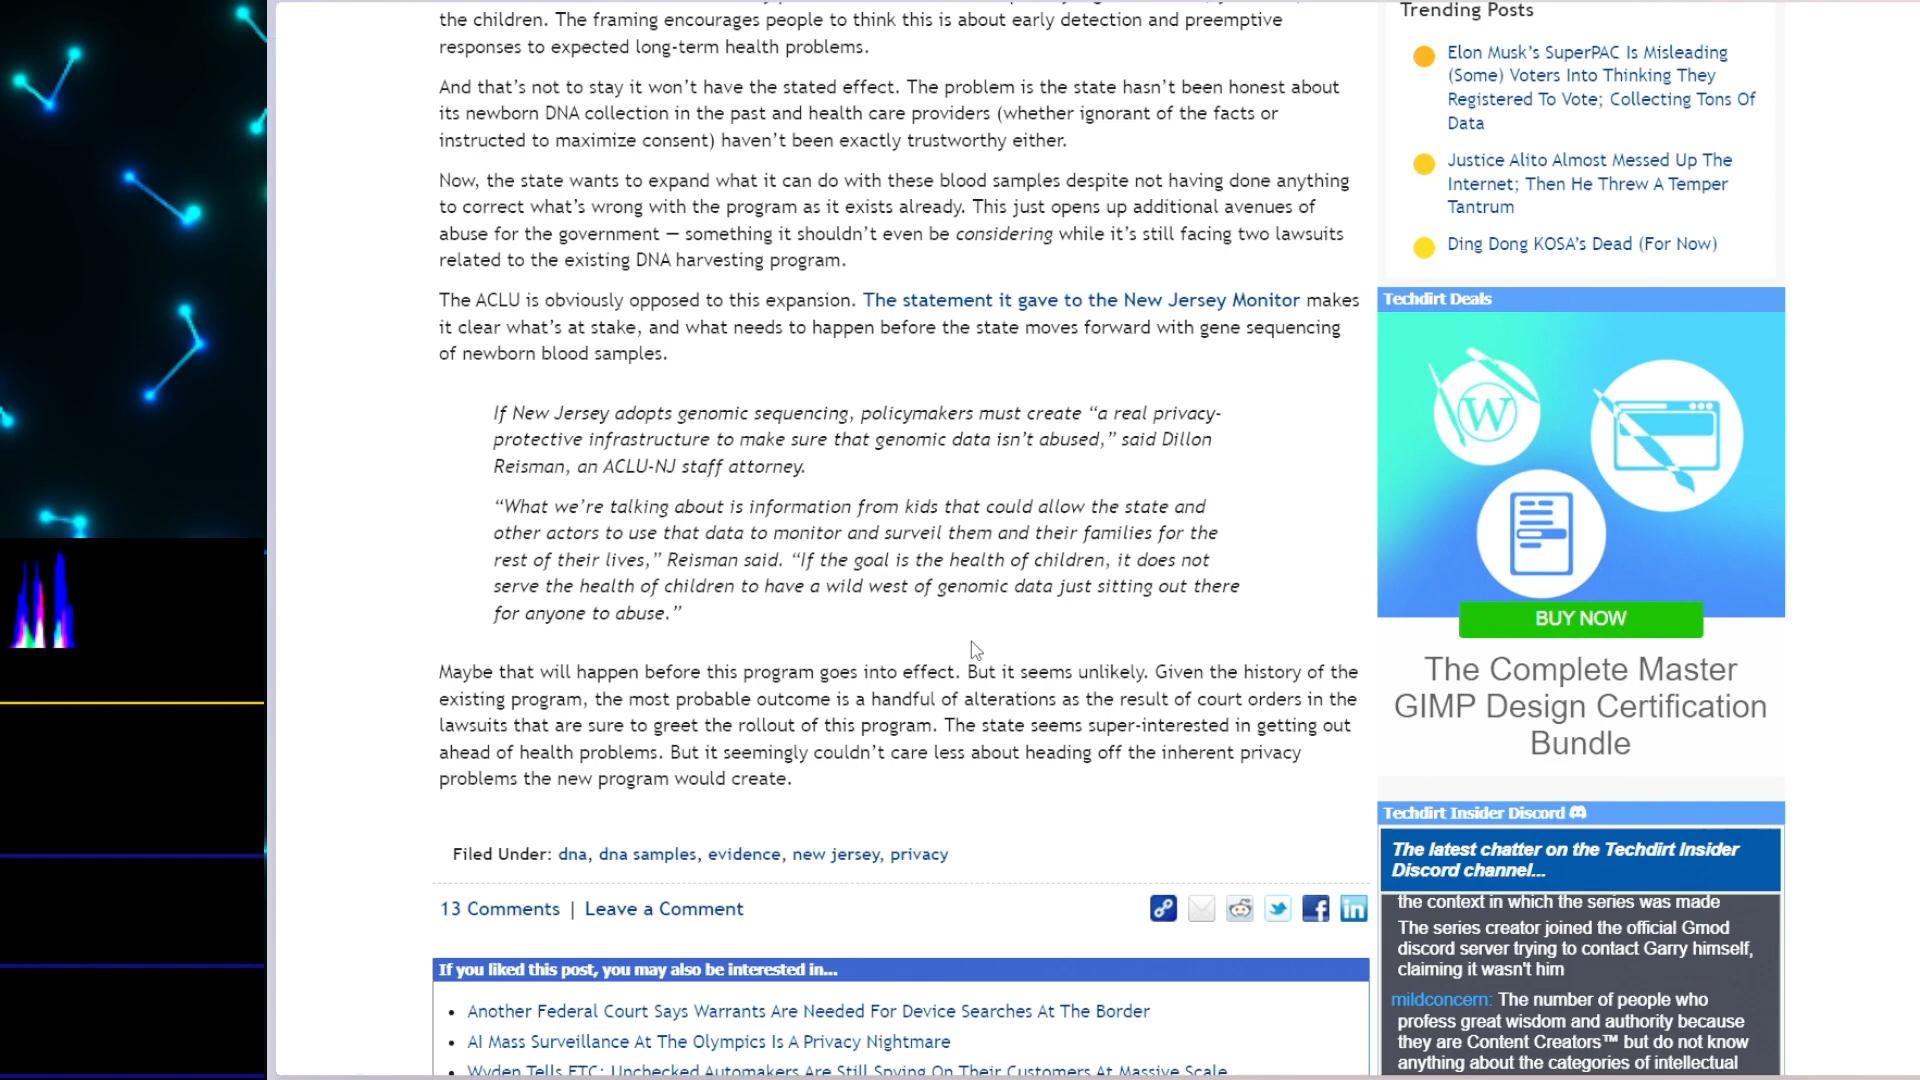 the children. The framing encourages people to think this is about early detection and preemptive
responses to expected long-term health problems.
And that's not to stay it won't have the stated effect. The problem is the state hasn't been honest about
its newborn DNA collection in the past and health care providers (whether ignorant of the facts or
instructed to maximize consent) haven't been exactly trustworthy either.
Now, the state wants to expand what it can do with these blood samples despite not having done anything
to correct what's wrong with the program as it exists already. This just opens up additional avenues of
abuse for the government — something it shouldn't even be considering while it's still facing two lawsuits
related to the existing DNA harvesting program.
The ACLU is obviously opposed to this expansion. The statement it gave to the New Jersey Monitor makes
it clear what's at stake, and what needs to happen before the state moves forward with gene sequencing
of newborn blood samples.
If New Jersey adopts genomic sequencing, policymakers must create “a real privacy-
protective infrastructure to make sure that genomic data isn't abused,” said Dillon
Reisman, an ACLU-NJ staff attorney.
“What we're talking about is information from kids that could allow the state and
other actors to use that data to monitor and surveil them and their families for the
rest of their lives,” Reisman said. “If the goal is the health of children, it does not
serve the health of children to have a wild west of genomic data just sitting out there
for anyone to abuse.”
Maybe that will happen before this program goes into effect. But it seems unlikely. Given the history of the
existing program, the most probable outcome is a handful of alterations as the result of court orders in the
lawsuits that are sure to greet the rollout of this program. The state seems super-interested in getting out
ahead of health problems. But it seemingly couldn't care less about heading off the inherent privacy
problems the new program would create.
Filed Under: dna, dna samples, evidence, new jersey, privacy
13 Comments | Leave a Comment
If you liked this post, you may also be interested in...
• Another Federal Court Says Warrants Are Needed For Device Searches At The Border
• AI Mass Surveillance At The Olympics Is A Privacy Nightmare
• Wyden Tells FTC: Unchecked Automakers Are Still Spying On Their Customers At Massive Scale
Trending Posts
Elon Musk's SuperPAC Is Misleading
(Some) Voters Into Thinking They
Registered To Vote; Collecting Tons Of
Data
Justice Alito Almost Messed Up The
Internet; Then He Threw A Temper
Tantrum
Ding Dong KOSA's Dead (For Now)
Techdirt Deals
W
BUY NOW
The Complete Master
GIMP Design Certification
Bundle
Techdirt Insider Discord
The latest chatter on the Techdirt Insider
Discord channel...
the context in which the series was made
The series creator joined the official Gmod
discord server trying to contact Garry himself,
claiming it wasn't him
mildconcern: The number of people who
profess great wisdom and authority because
they are Content Creators™ but do not know
anything about the categories of intellectual